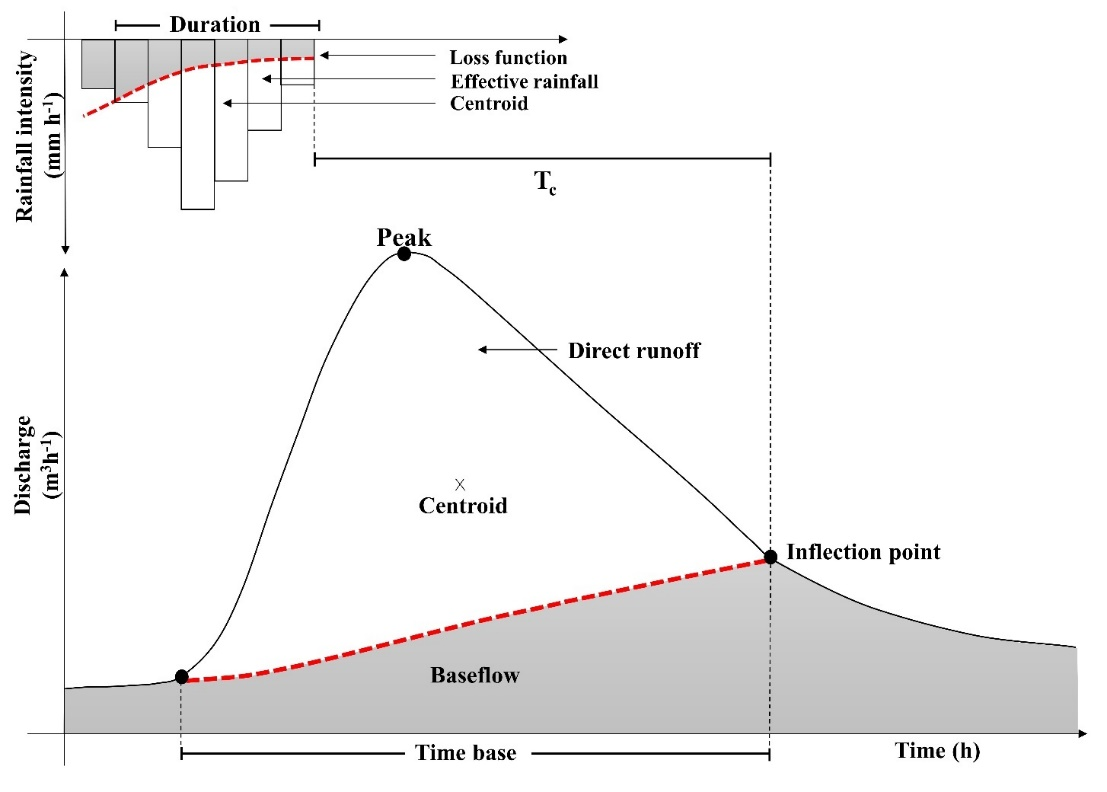 Duration
Loss function
Effective rainfall
Centroid
Rainfall intensity
(mm h⁻¹)
Tc
Peak
Direct runoff
Discharge
(m³h⁻¹)
x
Centroid
Inflection point
Baseflow
Time base
Time (h)